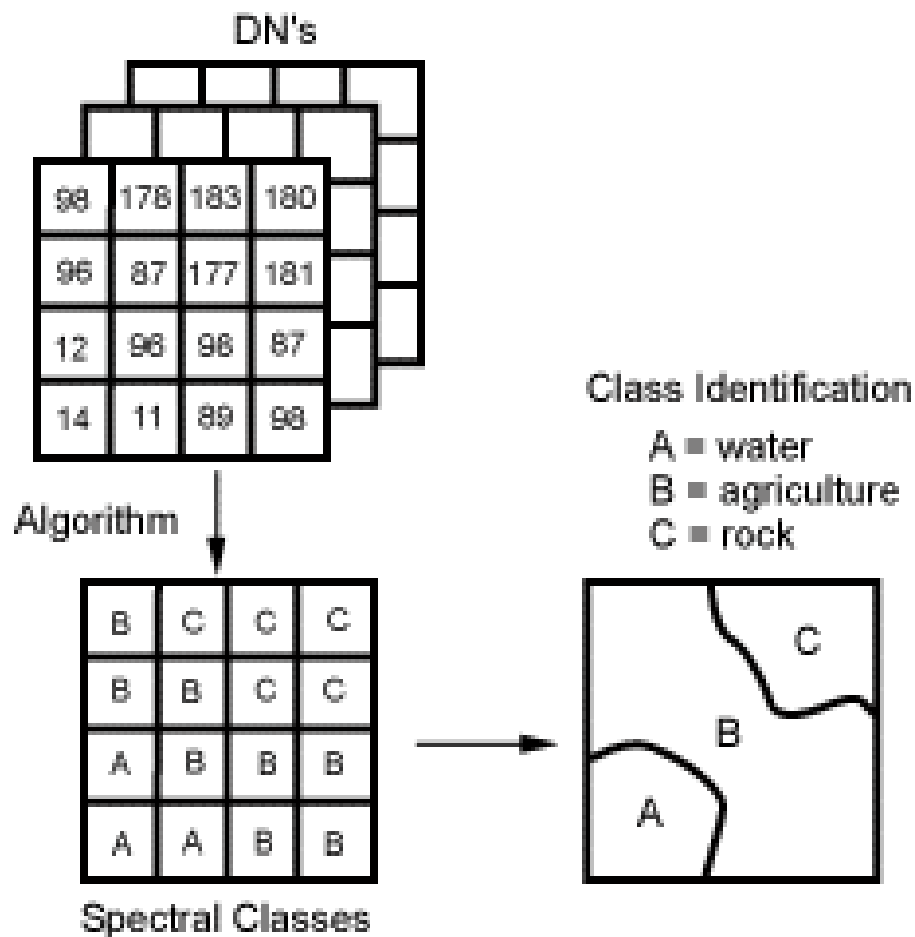 DN's
98 178 183 180
96 87 177 181
12 96 98 87
14 11 89 98
Algorithm
Class Identification
A = water
B = agriculture
C = rock
B C C C
B B C C
A B B B
A A B B
Spectral Classes
C
B
A